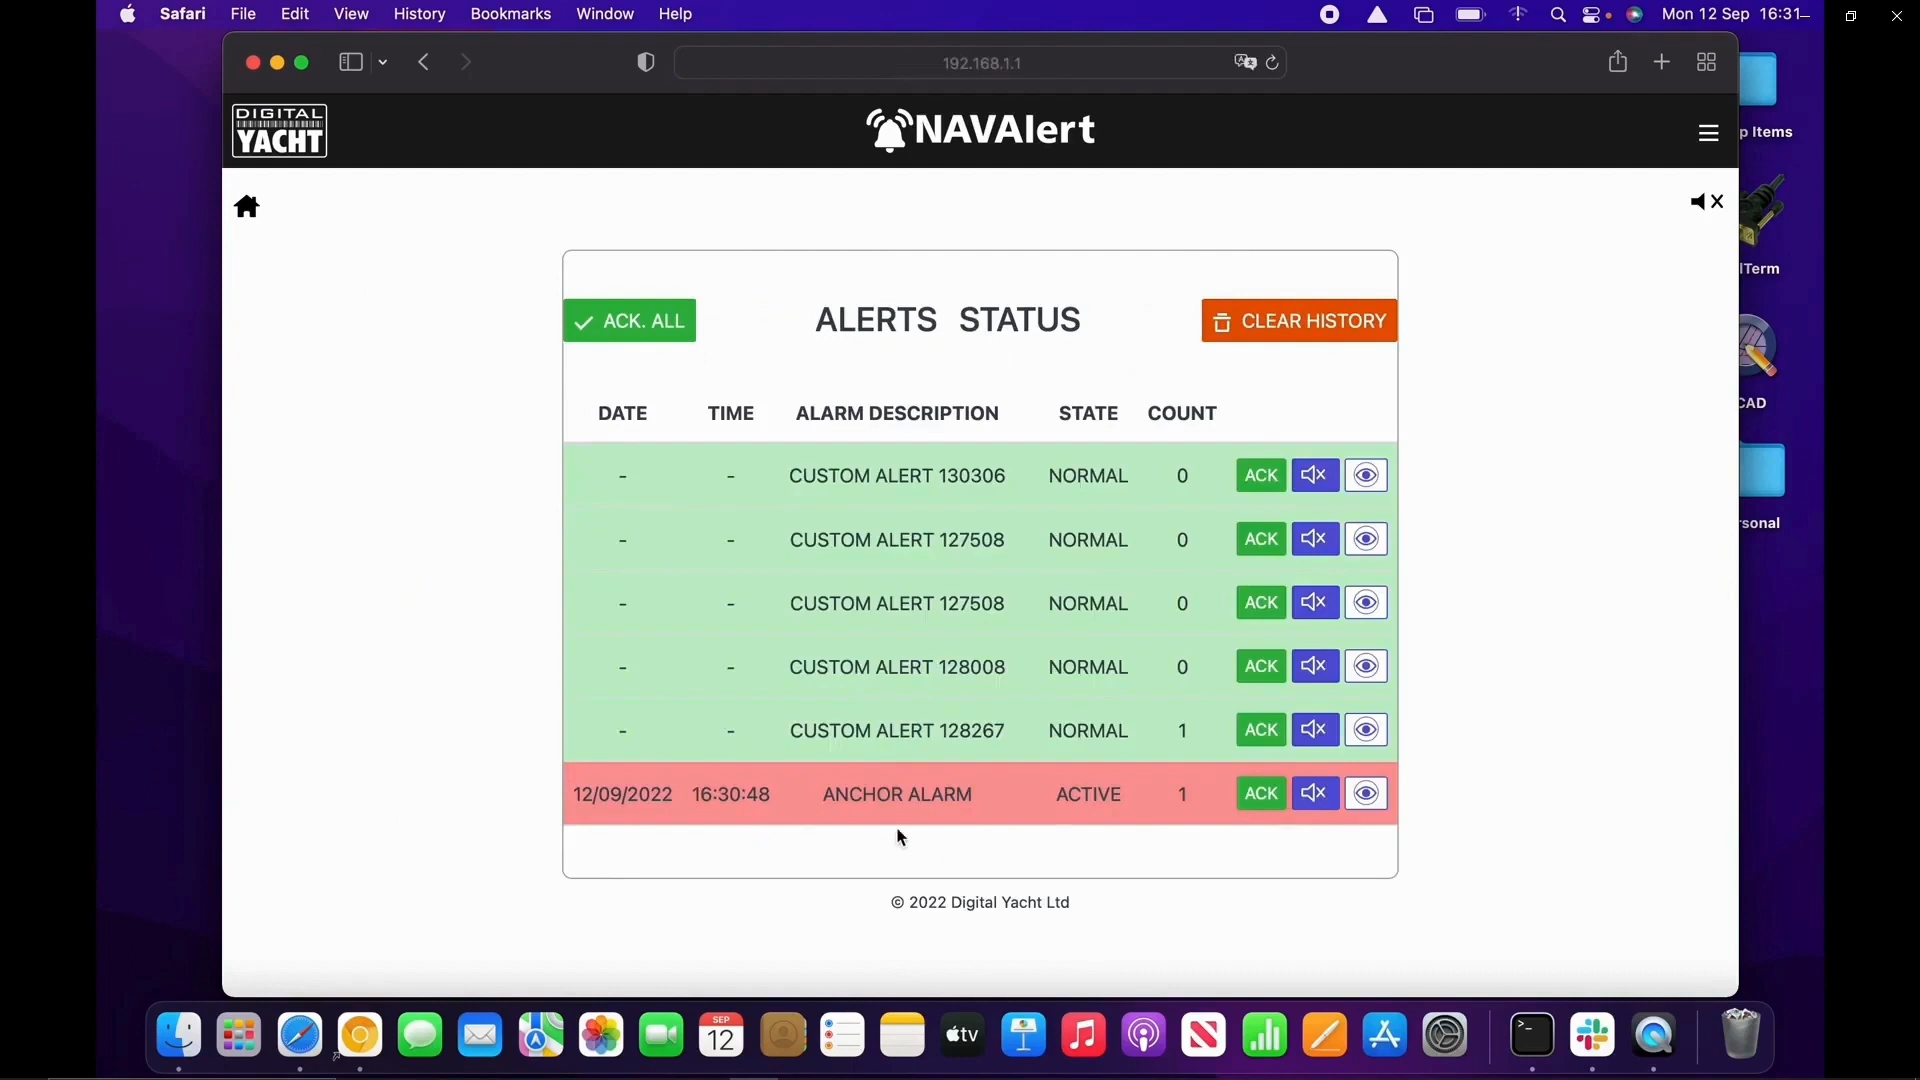 Safari File Edit View History Bookmarks Window Help Mon 12 Sep 16:31
192.168.1.1
DIGITAL
YACHT
NAVAlert
p Items
lTerm
CAD
rsonal
ACK. ALL ALERTS STATUS CLEAR HISTORY
DATE TIME ALARM DESCRIPTION STATE COUNT
- - CUSTOM ALERT 130306 NORMAL 0 ACK
- - CUSTOM ALERT 127508 NORMAL 0 ACK
- - CUSTOM ALERT 127508 NORMAL 0 ACK
- - CUSTOM ALERT 128008 NORMAL 0 ACK
- - CUSTOM ALERT 128267 NORMAL 1 ACK
12/09/2022 16:30:48 ANCHOR ALARM ACTIVE 1 ACK
© 2022 Digital Yacht Ltd
SEP
12
tv